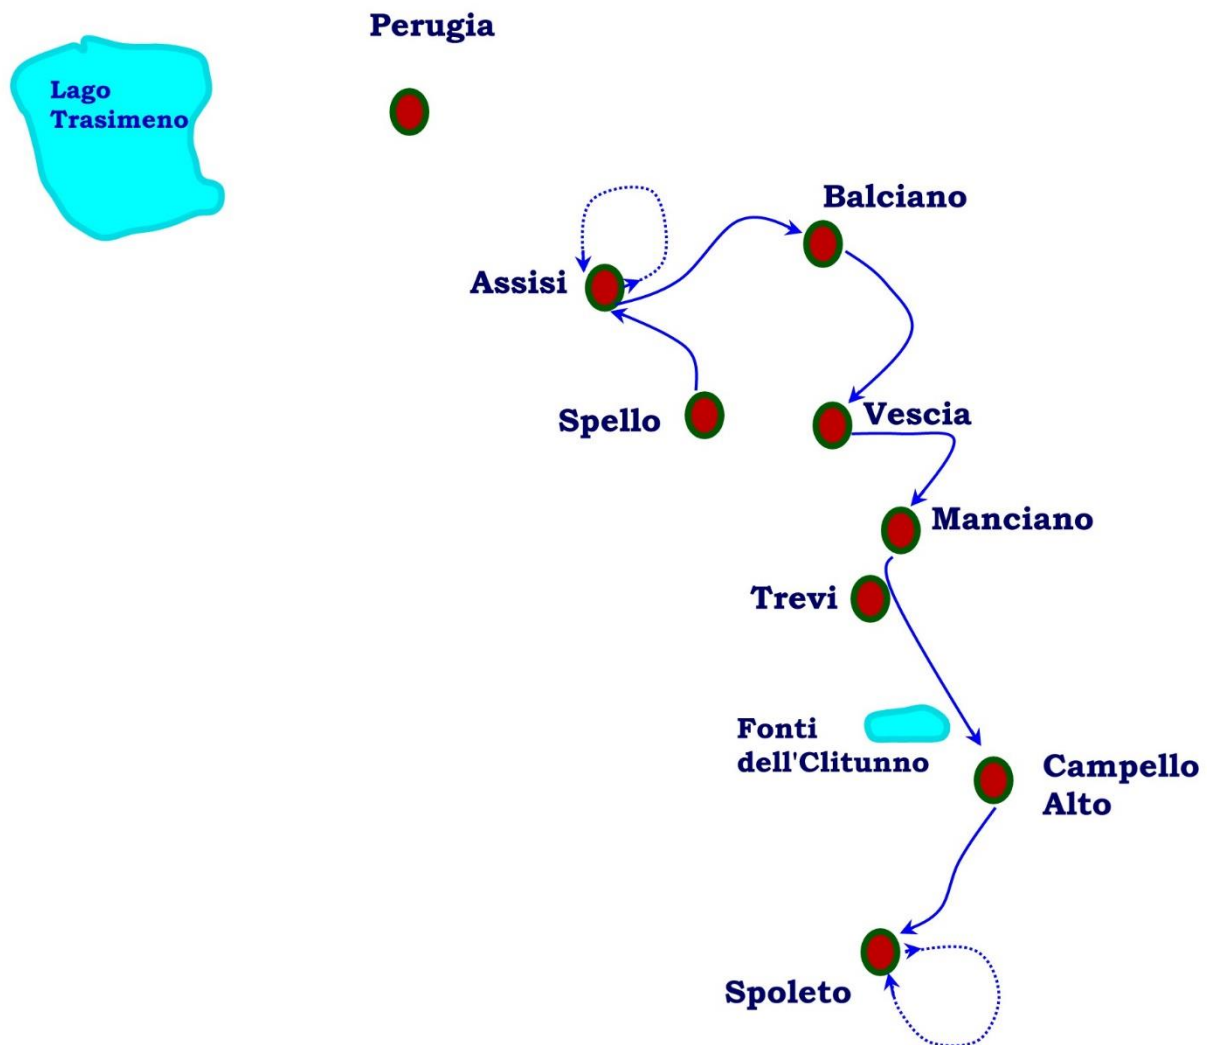 Perugia
Lago
Trasimeno
Balciano
Assisi
Spello
Vescia
Manciano
Trevi
Fonti
dell'Clitunno
Campello
Alto
Spoleto